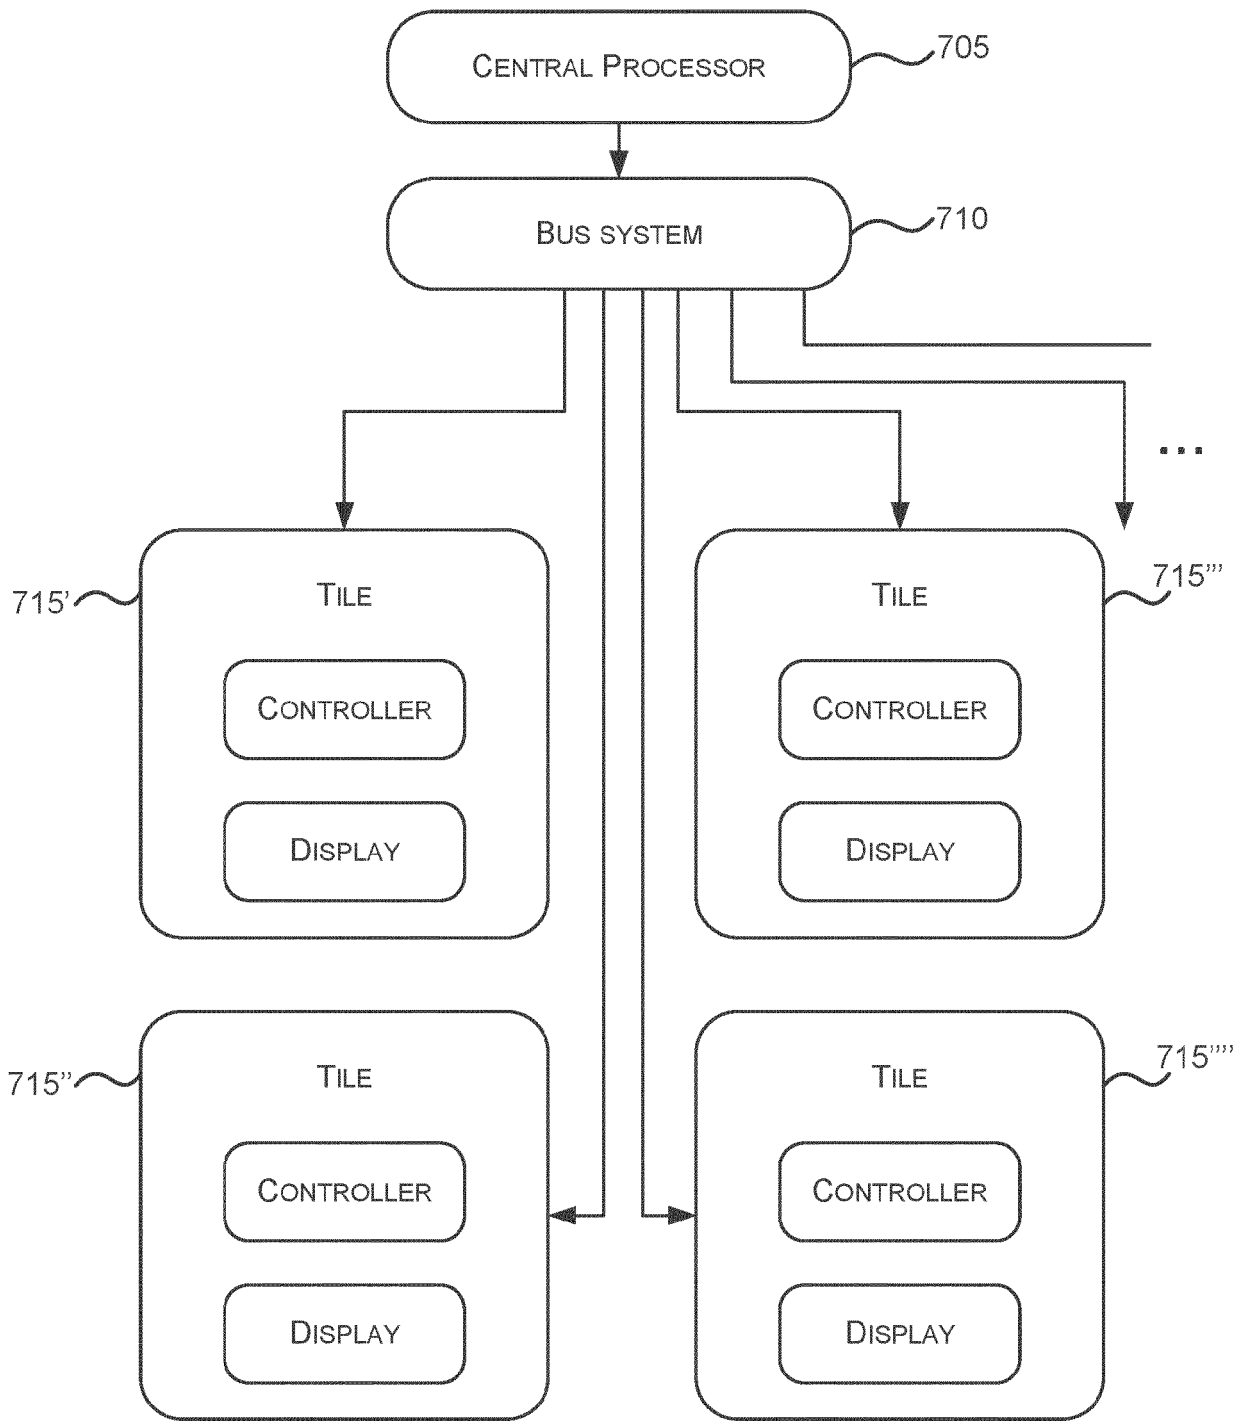 CENTRAL PROCESSOR
705
BUS SYSTEM
710
...
TILE
715'
CONTROLLER
DISPLAY
TILE
715'''
CONTROLLER
DISPLAY
TILE
715''
CONTROLLER
DISPLAY
TILE
715''''
CONTROLLER
DISPLAY